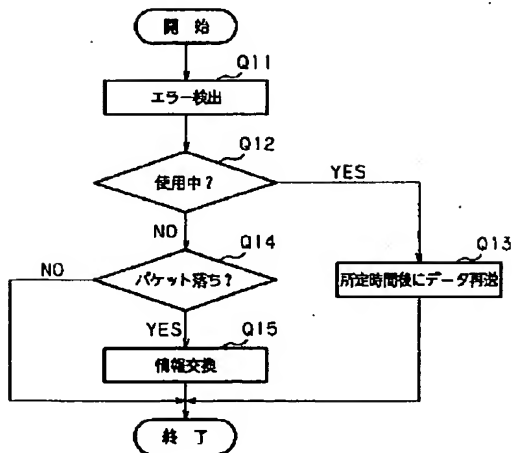 開始
Q11
エラー検出
Q12
使用中?
YES
NO
Q14
Q13
NO
パケット落ち?
所定時間後にデータ再送
YES
Q15
情報交換
終了